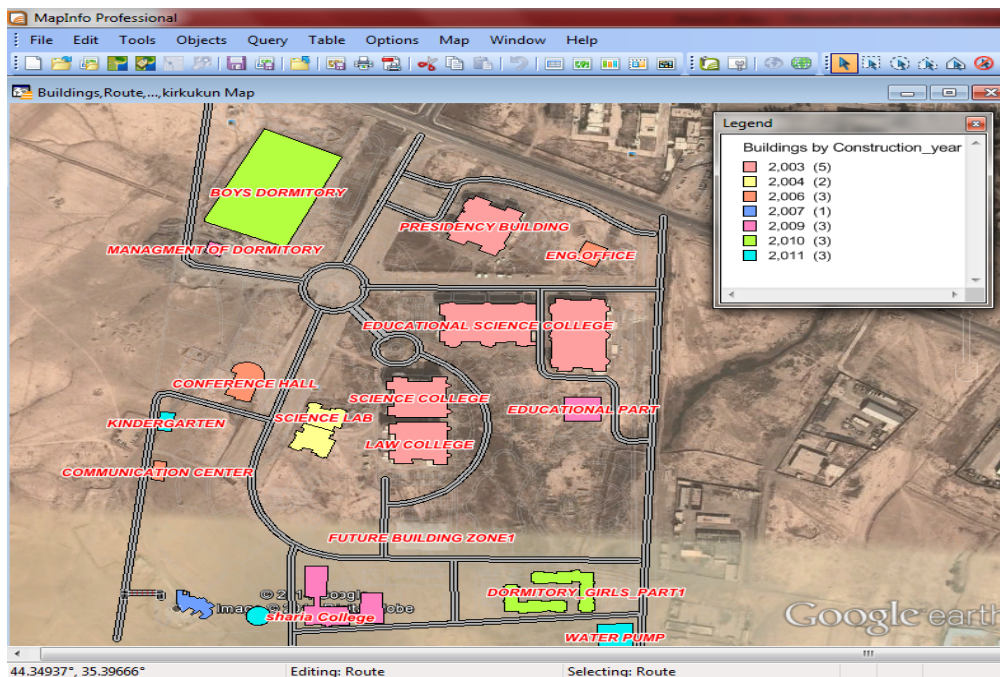 MapInfo Professional
File Edit Tools Objects Query Table Options Map Window Help
Buildings,Route,...,kirkukun Map
Legend
Buildings by Construction_year
2,003 (5)
2,004 (2)
2,006 (3)
2,007 (1)
2,009 (3)
2,010 (3)
2,011 (3)
BOYS DORMITORY
PRESIDENCY BUILDING
MANAGMENT OF DORMITORY
ENG.OFFICE
EDUCATIONAL SCIENCE COLLEGE
CONFERENCE HALL
SCIENCE COLLEGE
EDUCATIONAL PART
SCIENCE LAB
KINDERGARTEN
LAW COLLEGE
COMMUNICATION CENTER
FUTURE BUILDING ZONE1
DORMITORY_GIRLS_PART1
sharia College
Google earth
WATER PUMP
44.34937°, 35.39666° Editing: Route Selecting: Route